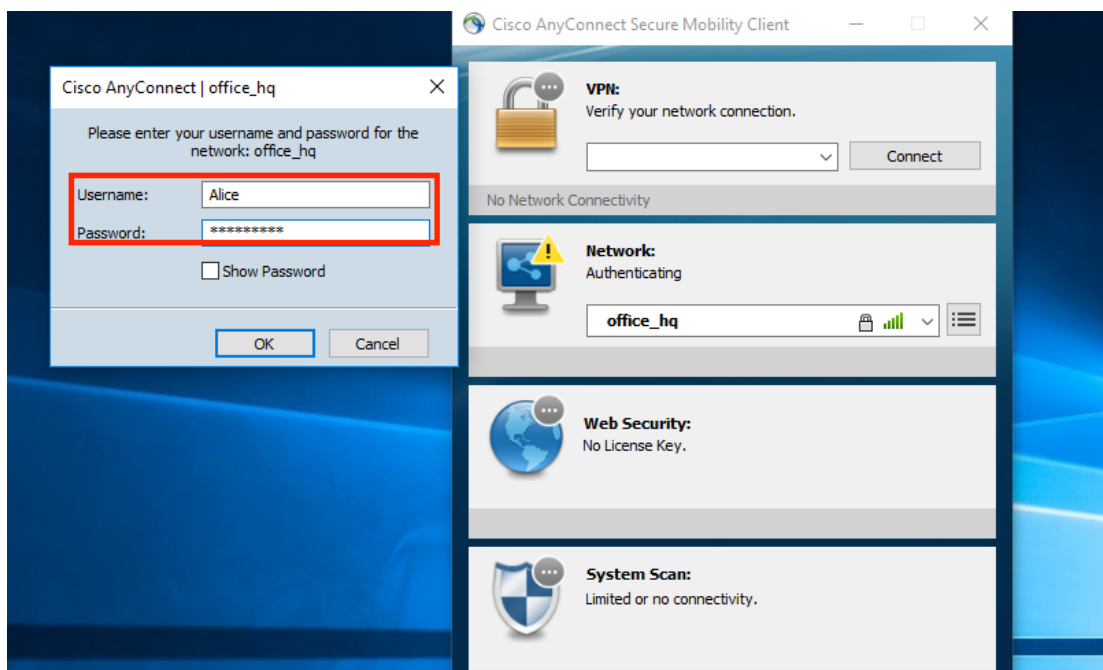 Cisco AnyConnect Secure Mobility Client
Cisco AnyConnect | office_hq
Please enter your username and password for the
network: office_hq
Username: Alice
Password: *********
Show Password
OK Cancel
VPN:
Verify your network connection.
Connect
No Network Connectivity
Network:
Authenticating
office_hq
Web Security:
No License Key.
System Scan:
Limited or no connectivity.